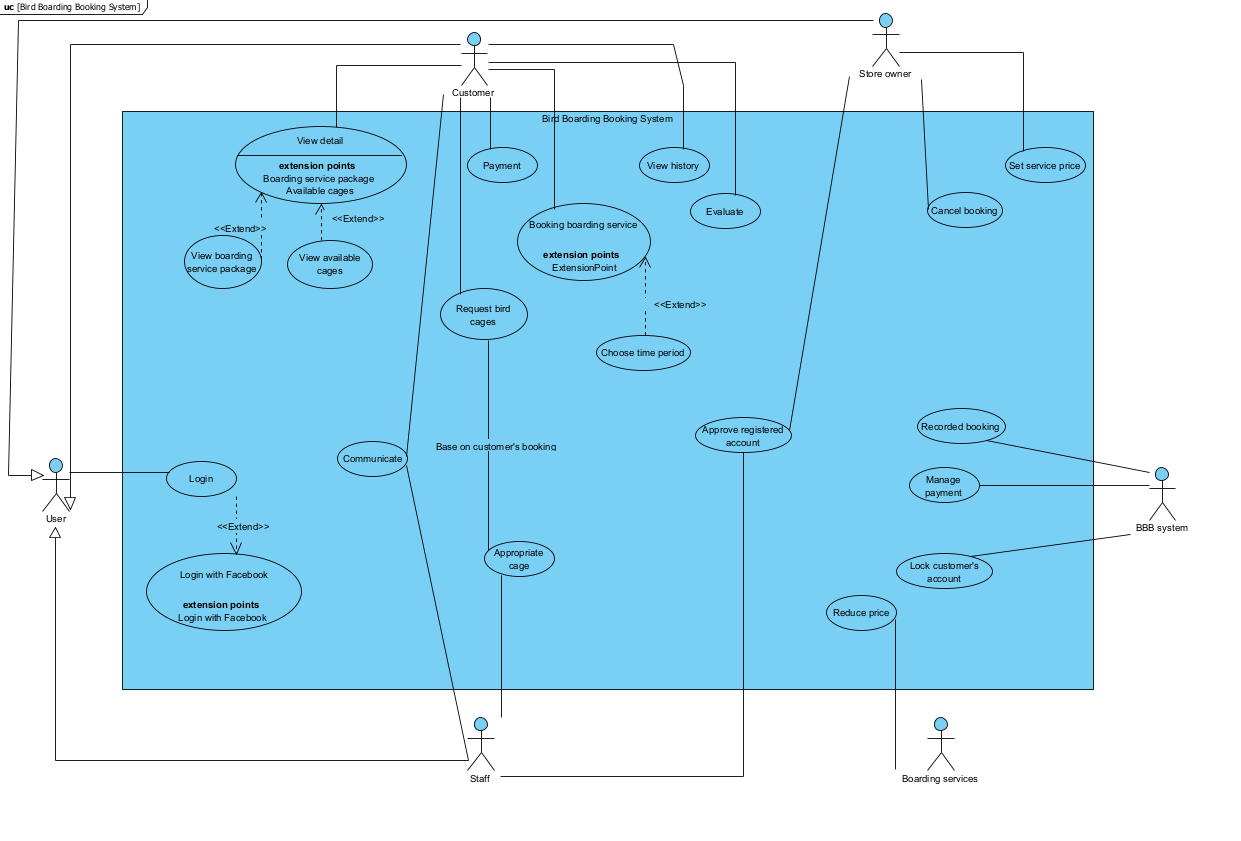 uc [Bird Boarding Booking System]
Customer
Store owner
Bird Boarding Booking System
View detail
extension points
Boarding service package
Available cages
Payment
View history
Set service price
<<Extend>>
<<Extend>>
Evaluate
Cancel booking
Booking boarding service
extension points
ExtensionPoint
View boarding
service package
View available
cages
<<Extend>>
Request bird
cages
Choose time period
Approve registered
account
Recorded booking
Base on customer's booking
Communicate
Login
Manage
payment
User
BBB system
<<Extend>>
Appropriate
cage
Login with Facebook
extension points
Login with Facebook
Lock customer's
account
Reduce price
Staff
Boarding services